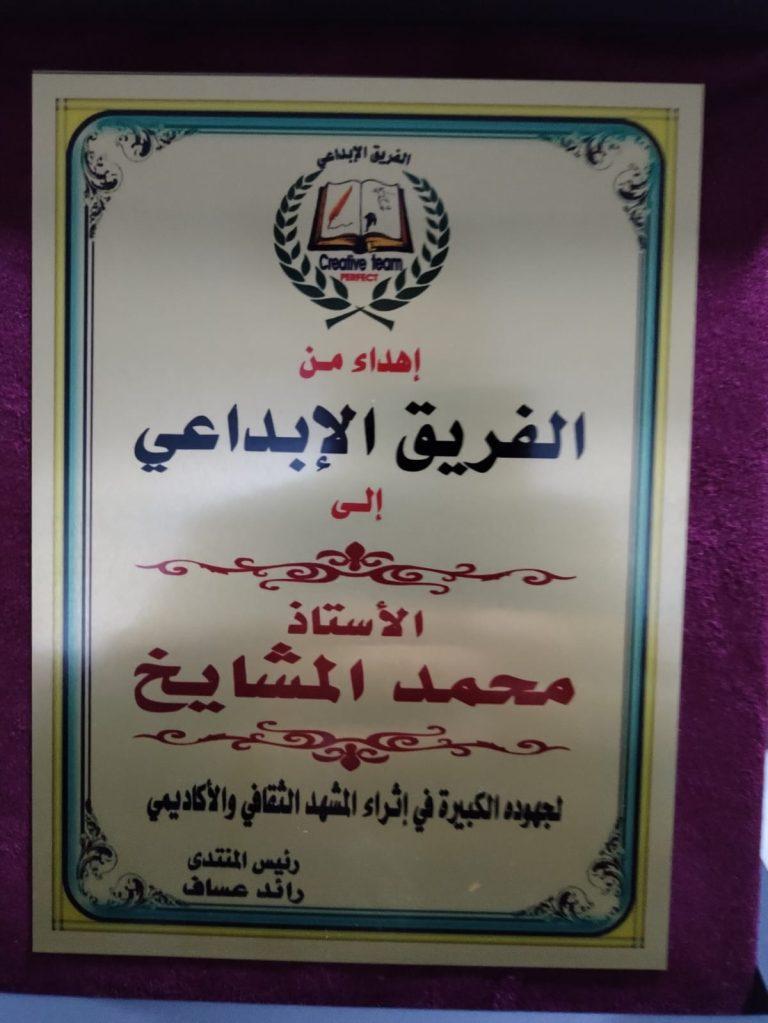 الفريق الإبداعي
Creative team
PERFECT
إهداء من
الفريق الإبداعي
إلى
الأستاذ
محمد المشايخ
لجهوده الكبيرة في إثراء المشهد الثقافي والأكاديمي
رئيس المنتدى
رائد عساف